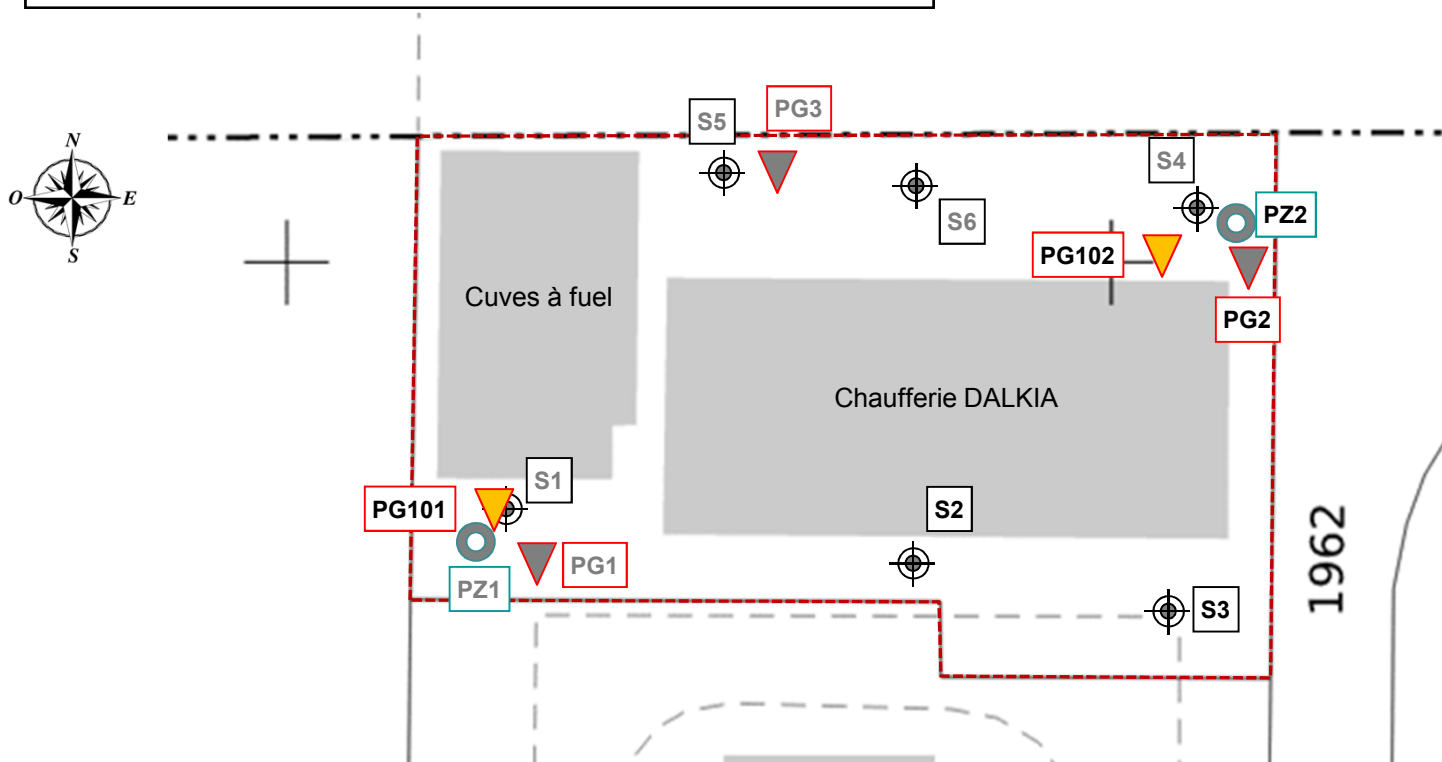 PG3
S5
N
S4
O
E
PZ2
S6
S
PG102
Cuves à fuel
PG2
Chaufferie DALKIA
S1
PG101
S2
1962
PG1
PZ1
S3